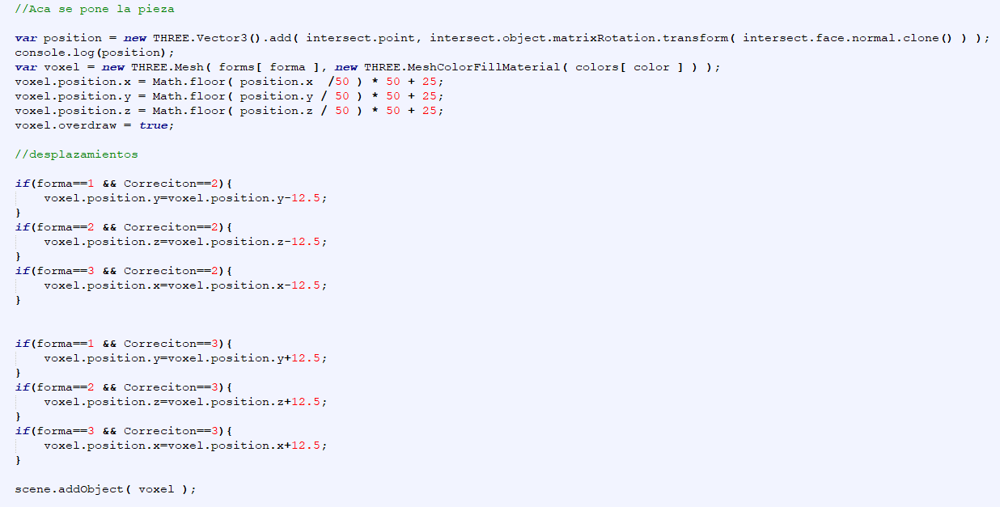 //Aca se pone la pieza
var position = new THREE.Vector3().add( intersect.point, intersect.object.matrixRotation.transform( intersect.face.normal.clone() ) );
console.log(position);
var voxel = new THREE.Mesh( forms[ forma ], new THREE.MeshColorFillMaterial( colors[ color ] ) );
voxel.position.x = Math.floor( position.x  /50 ) * 50 + 25;
voxel.position.y = Math.floor( position.y / 50 ) * 50 + 25;
voxel.position.z = Math.floor( position.z / 50 ) * 50 + 25;
voxel.overdraw = true;
//desplazamientos
if(forma==1 && Correciton==2){
    voxel.position.y=voxel.position.y-12.5;
}
if(forma==2 && Correciton==2){
    voxel.position.z=voxel.position.z-12.5;
}
if(forma==3 && Correciton==2){
    voxel.position.x=voxel.position.x-12.5;
}
if(forma==1 && Correciton==3){
    voxel.position.y=voxel.position.y+12.5;
}
if(forma==2 && Correciton==3){
    voxel.position.z=voxel.position.z+12.5;
}
if(forma==3 && Correciton==3){
    voxel.position.x=voxel.position.x+12.5;
}
scene.addObject( voxel );